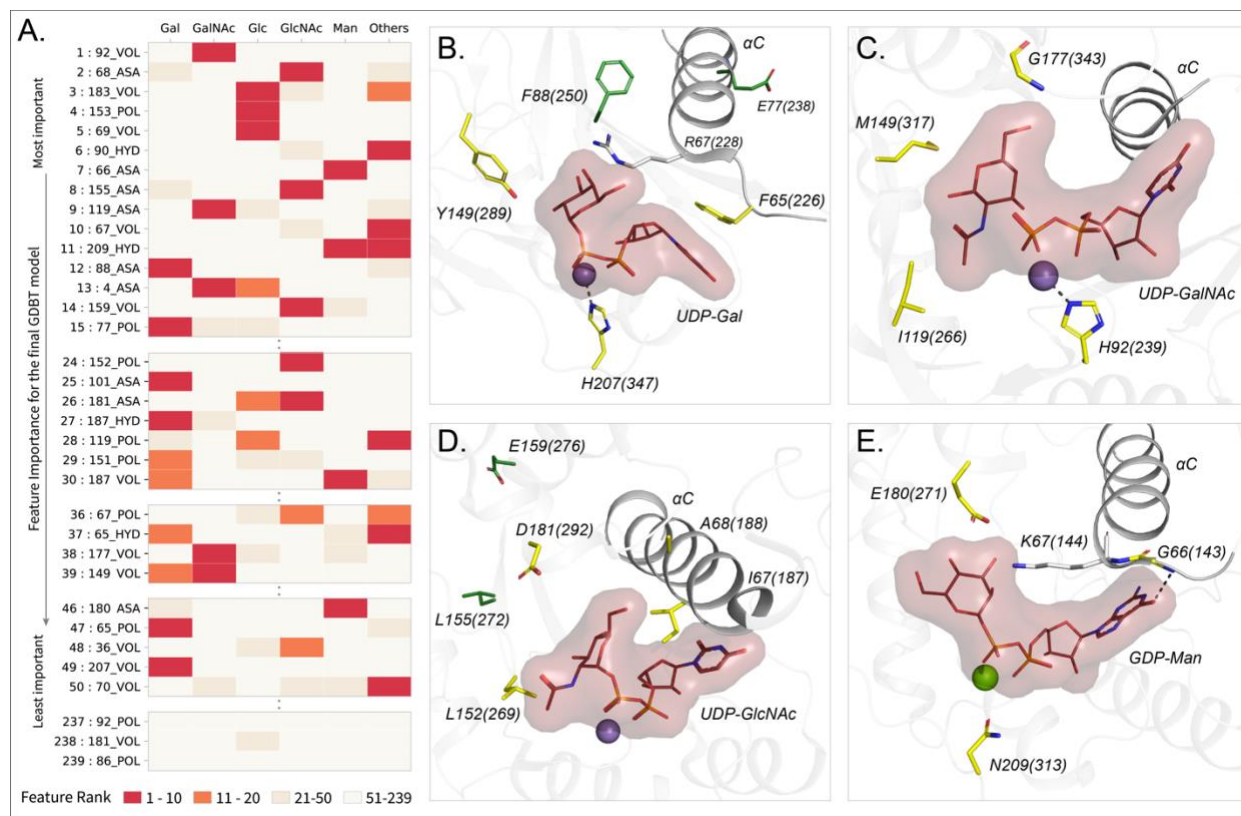 A.
Gal GalNAc Glc GlcNAc Man Others
Feature Importance for the final GDBT model
Most important
Least important
1 : 92_VOL
2 : 68_ASA
3 : 183_VOL
4 : 153_POL
5 : 69_VOL
6 : 90_HYD
7 : 66_ASA
8 : 155_ASA
9 : 119_ASA
10 : 67_VOL
11 : 209_HYD
12 : 88_ASA
13 : 4_ASA
14 : 159_VOL
15 : 77_POL
24 : 152_POL
25 : 101_ASA
26 : 181_ASA
27 : 187_HYD
28 : 119_POL
29 : 151_POL
30 : 187_VOL
36 : 67_POL
37 : 65_HYD
38 : 177_VOL
39 : 149_VOL
46 : 180_ASA
47 : 65_POL
48 : 36_VOL
49 : 207_VOL
50 : 70_VOL
237 : 92_POL
238 : 181_VOL
239 : 86_POL
Feature Rank 1 - 10 11 - 20 21-50 51-239
B.
αC
F88(250)
E77(238)
R67(228)
Y149(289)
F65(226)
UDP-Gal
H207(347)
C.
G177(343)
αC
M149(317)
UDP-GalNAc
I119(266)
H92(239)
D.
E159(276)
αC
D181(292)
A68(188)
I67(187)
L155(272)
L152(269)
UDP-GlcNAc
E.
αC
E180(271)
K67(144)
G66(143)
GDP-Man
N209(313)